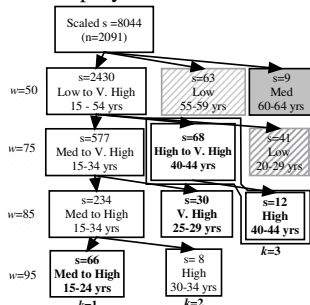 Scaled s =8044
(n=2091)
w=50
s=2430
Low to V. High
15 - 54 yrs
s=63
Low
55-59 yrs
s=9
Med
60-64 yrs
w=75
s=577
Med to V. High
15-34 yrs
s=68
High to V. High
40-44 yrs
s=41
Low
20-29 yrs
w=85
s=234
Med to High
15-34 yrs
s=30
V. High
25-29 yrs
s=12
High
40-44 yrs
k=3
w=95
s=66
Med to High
15-24 yrs
k=1
s= 8
High
30-34 yrs
k=2